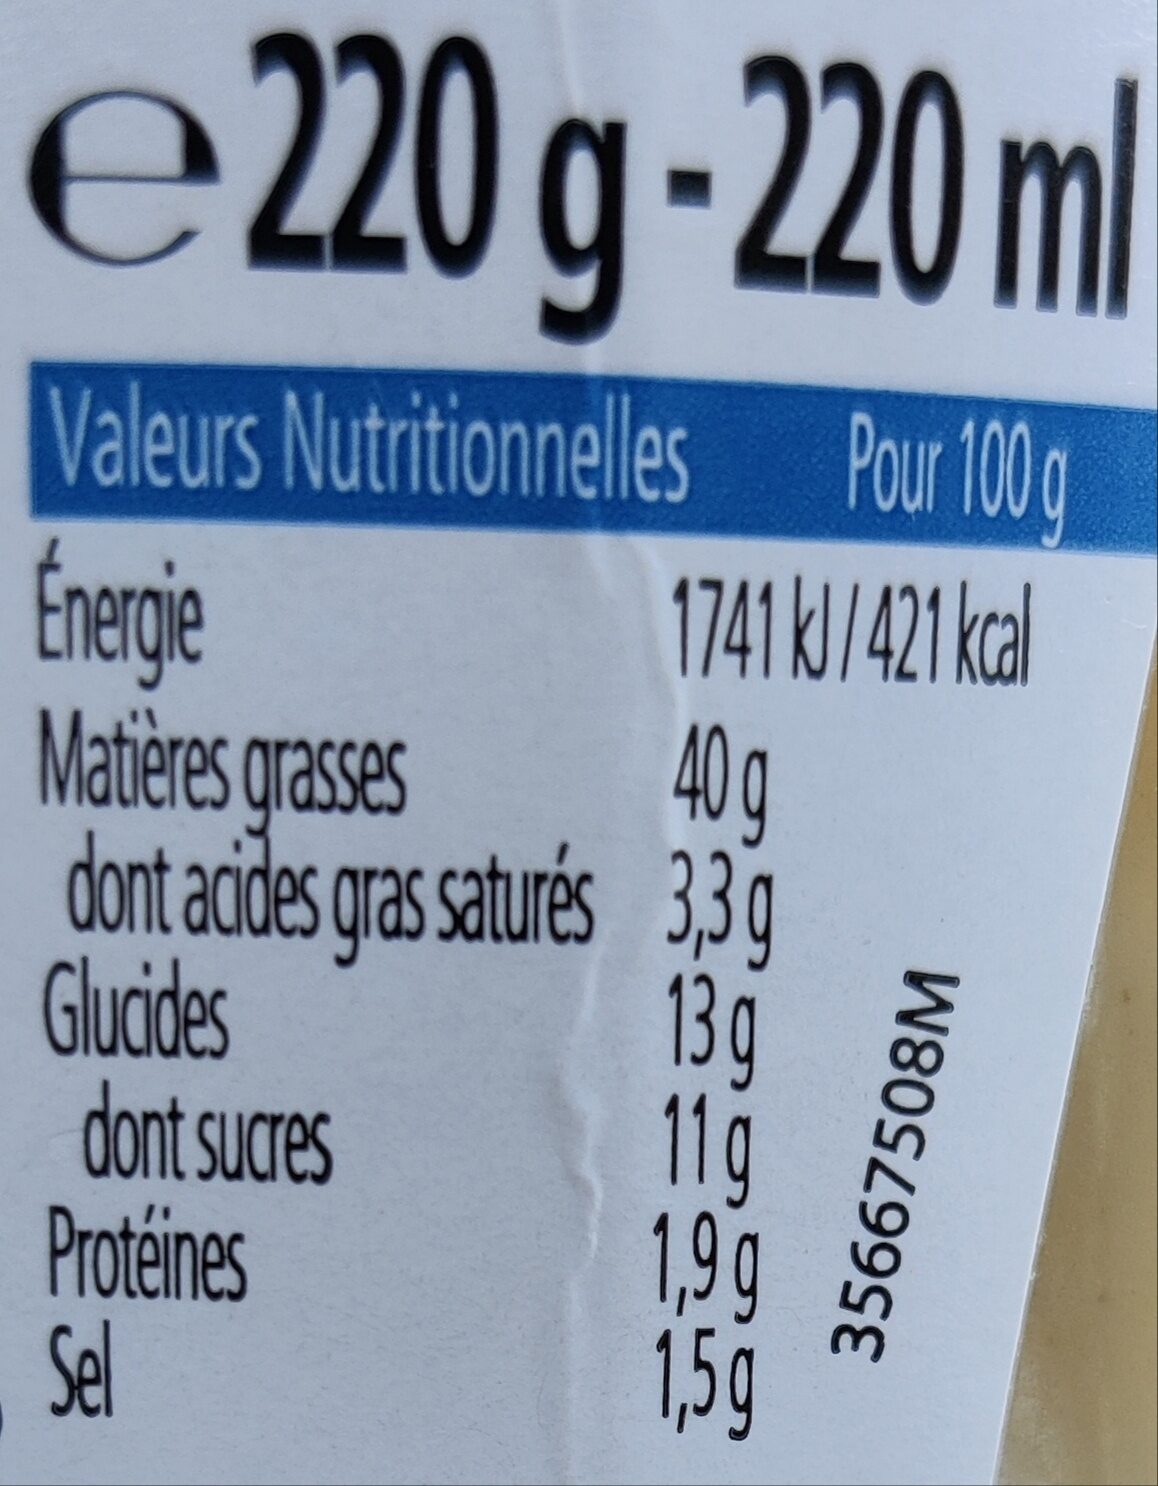 e 220 g - 220 ml
Valeurs Nutritionnelles Pour 100 g
Énergie 1741 kJ / 421 kcal
Matières grasses 40 g
dont acides gras saturés 3,3 g
Glucides 13 g
dont sucres 11 g
Protéines 1,9 g
Sel 1,5 g
35667508M